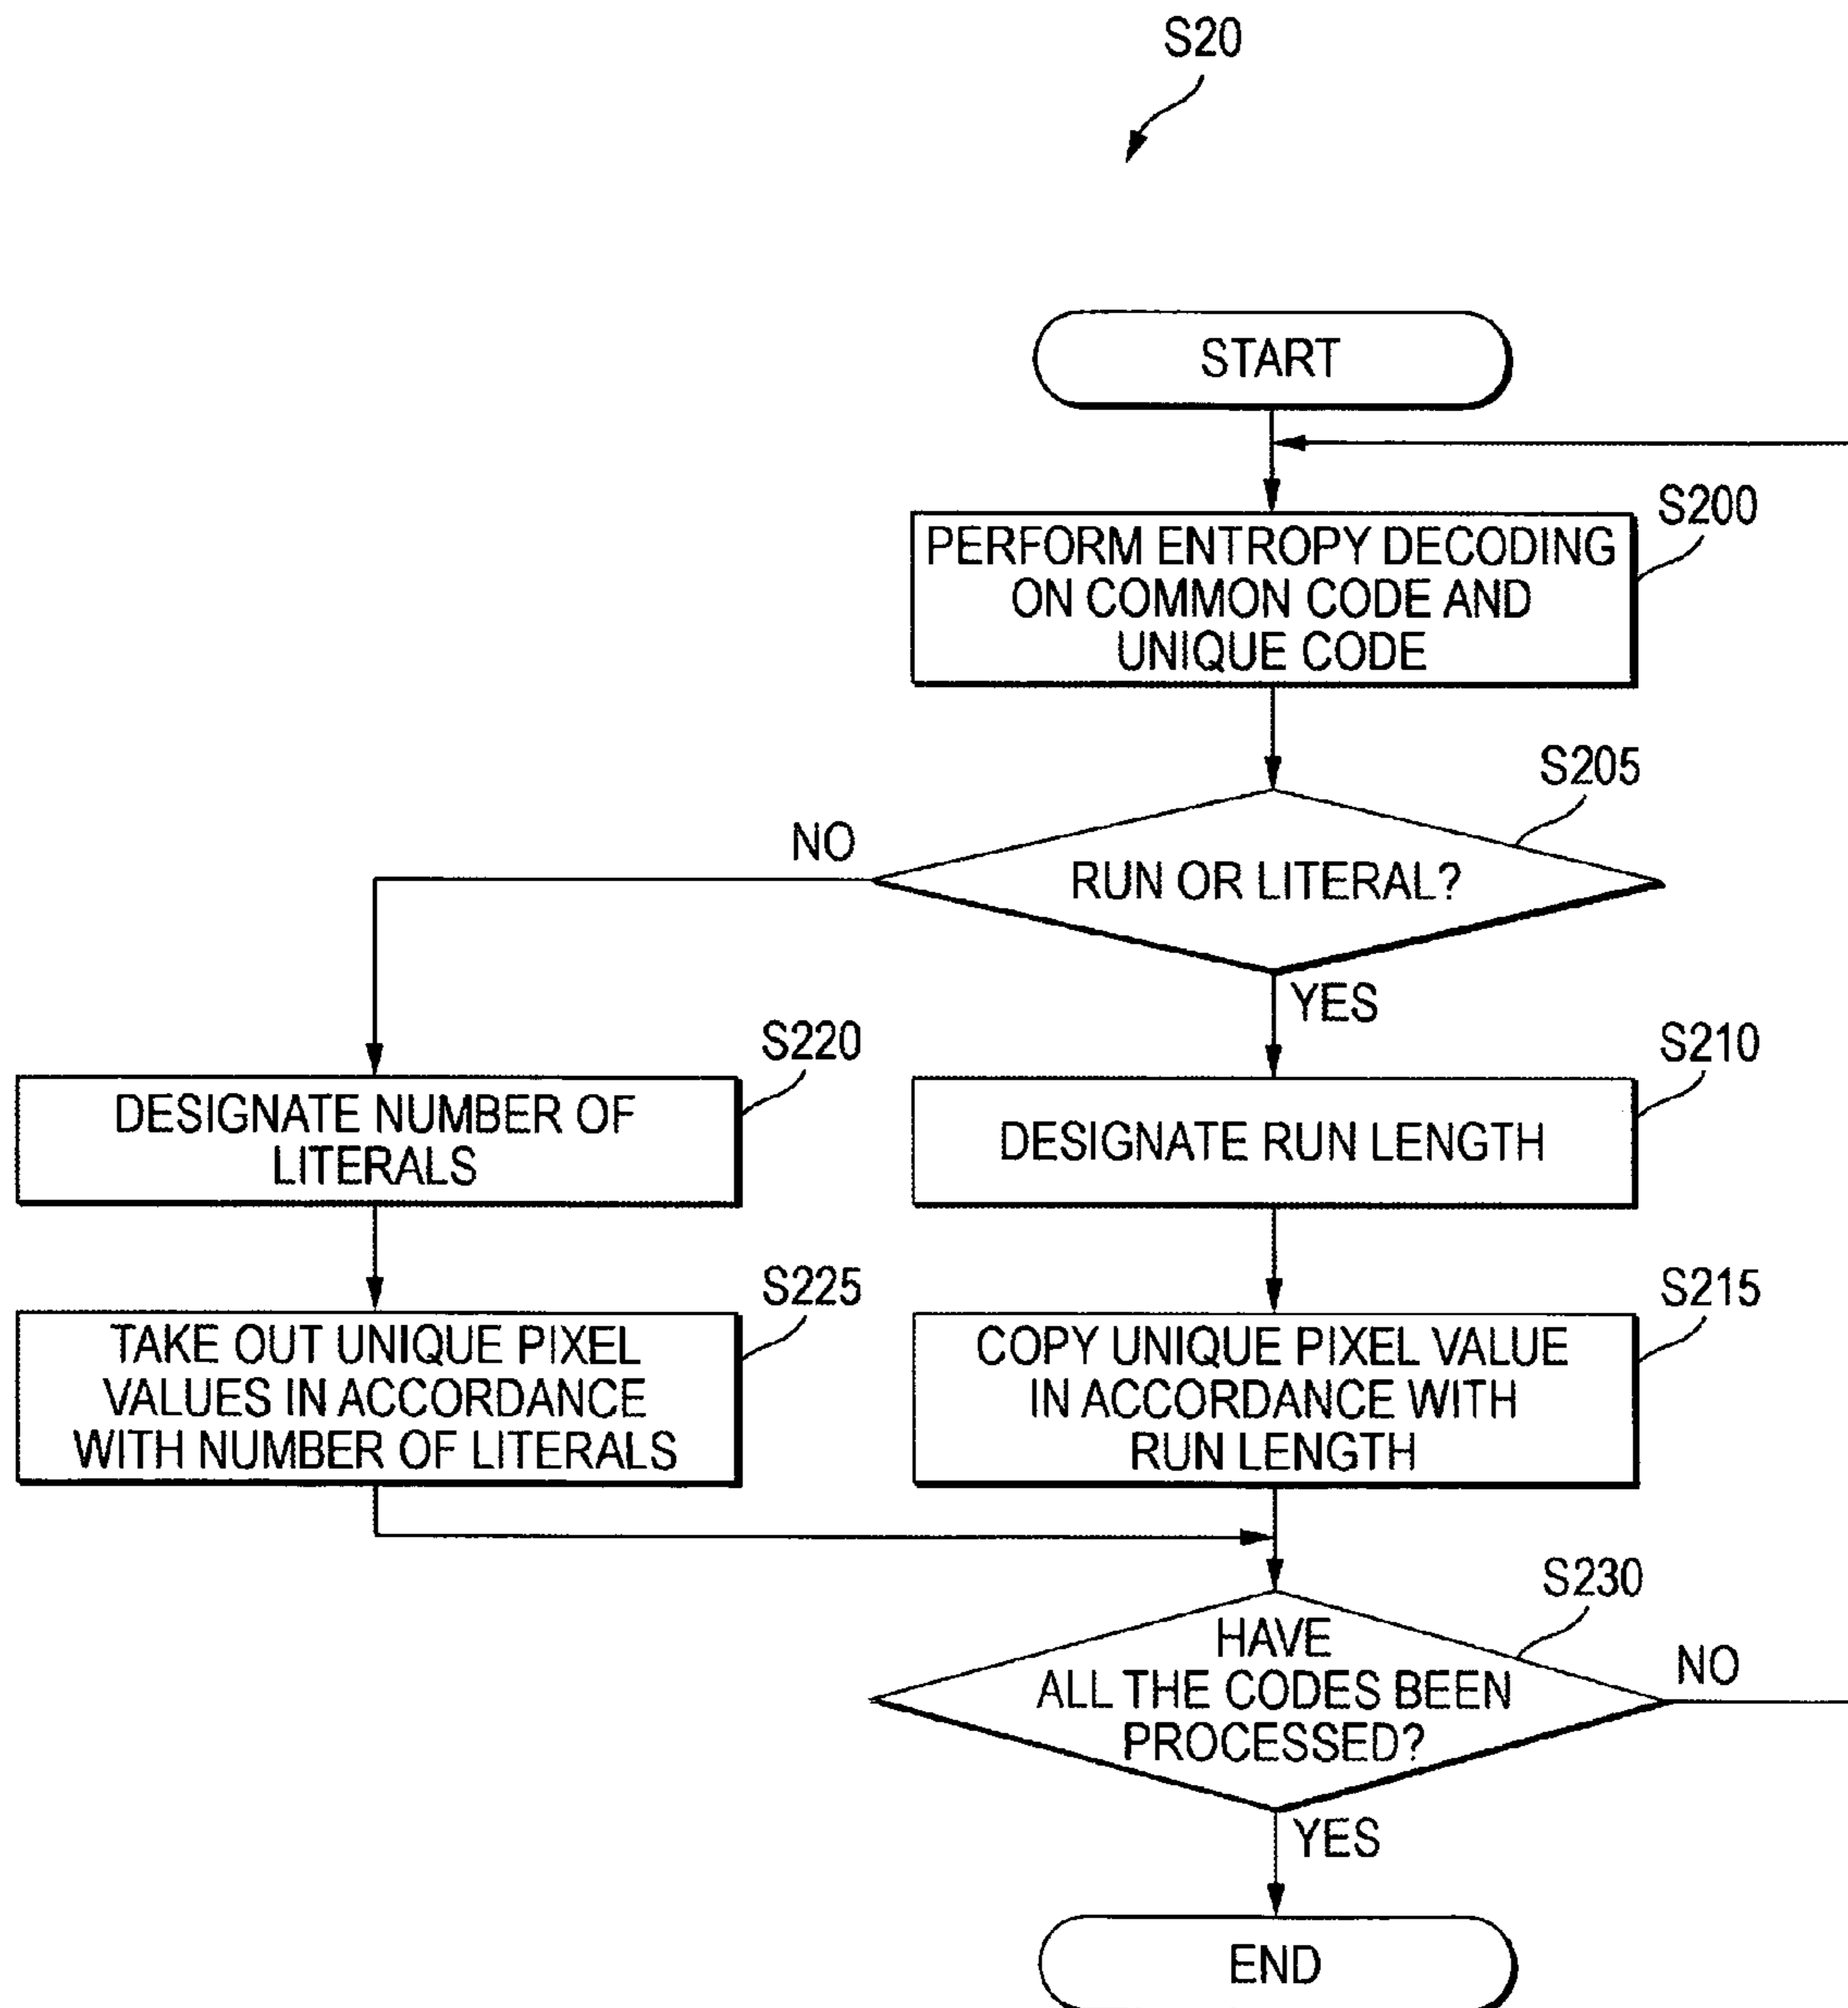 S20
START
S200
PERFORM ENTROPY DECODING
ON COMMON CODE AND
UNIQUE CODE
S205
NO
RUN OR LITERAL?
YES
S220
S210
DESIGNATE NUMBER OF
LITERALS
DESIGNATE RUN LENGTH
S225
S215
TAKE OUT UNIQUE PIXEL
VALUES IN ACCORDANCE
WITH NUMBER OF LITERALS
COPY UNIQUE PIXEL VALUE
IN ACCORDANCE WITH
RUN LENGTH
S230
HAVE
ALL THE CODES BEEN
PROCESSED?
NO
YES
END